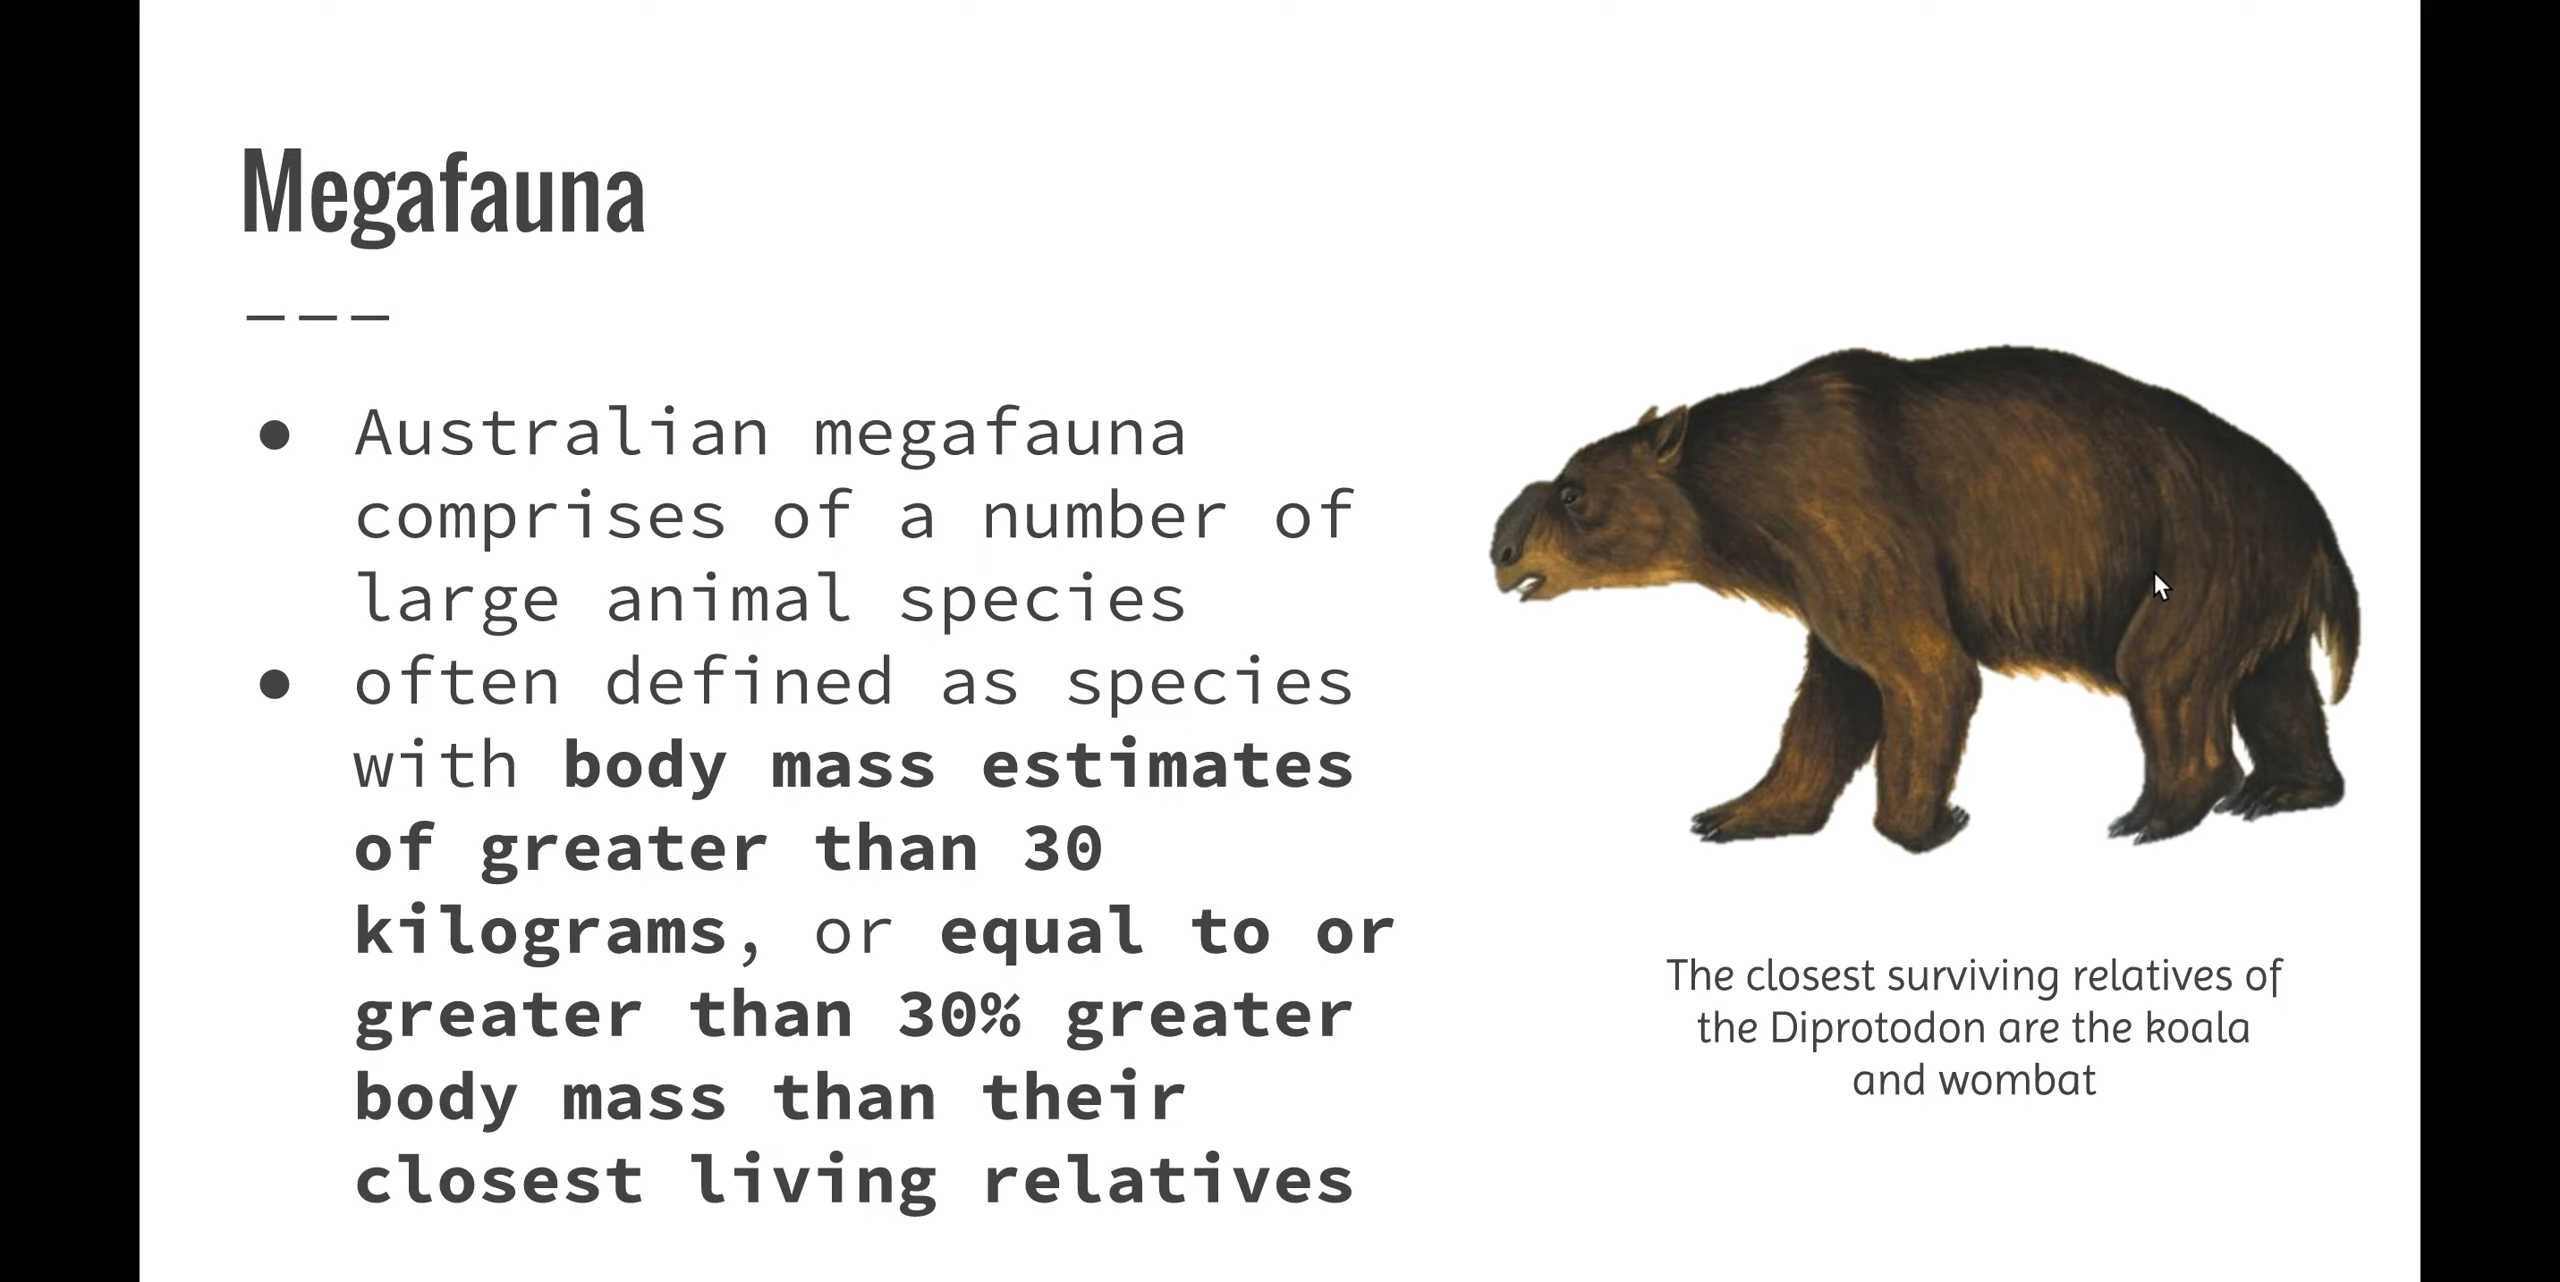 Megafauna
———
● Australian megafauna
comprises of a number of
large animal species
● often defined as species
with body mass estimates
of greater than 30
kilograms, or equal to or
greater than 30% greater
body mass than their
closest living relatives
The closest surviving relatives of
the Diprotodon are the koala
and wombat